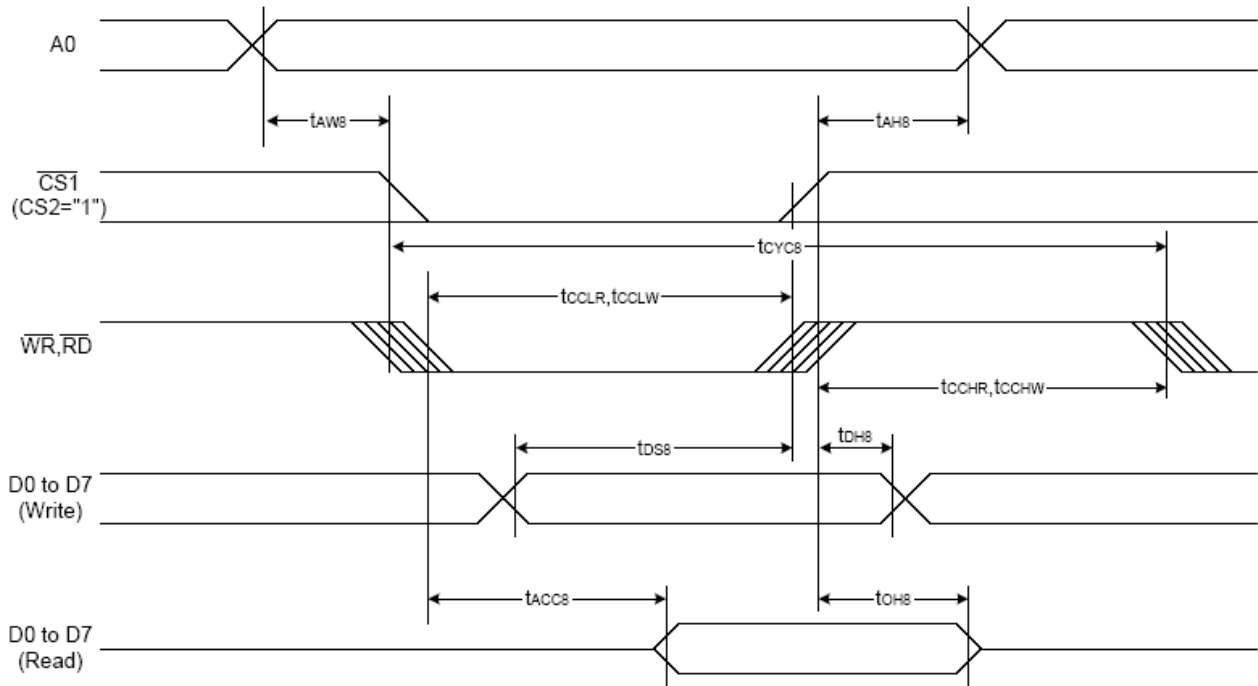 A0
tAW8
tAH8
CS1
(CS2="1")
tCYC8
tCCLR,tCCLW
WR,RD
tCCHR,tCCHW
tDS8
tDH8
D0 to D7
(Write)
tACC8
tOH8
D0 to D7
(Read)